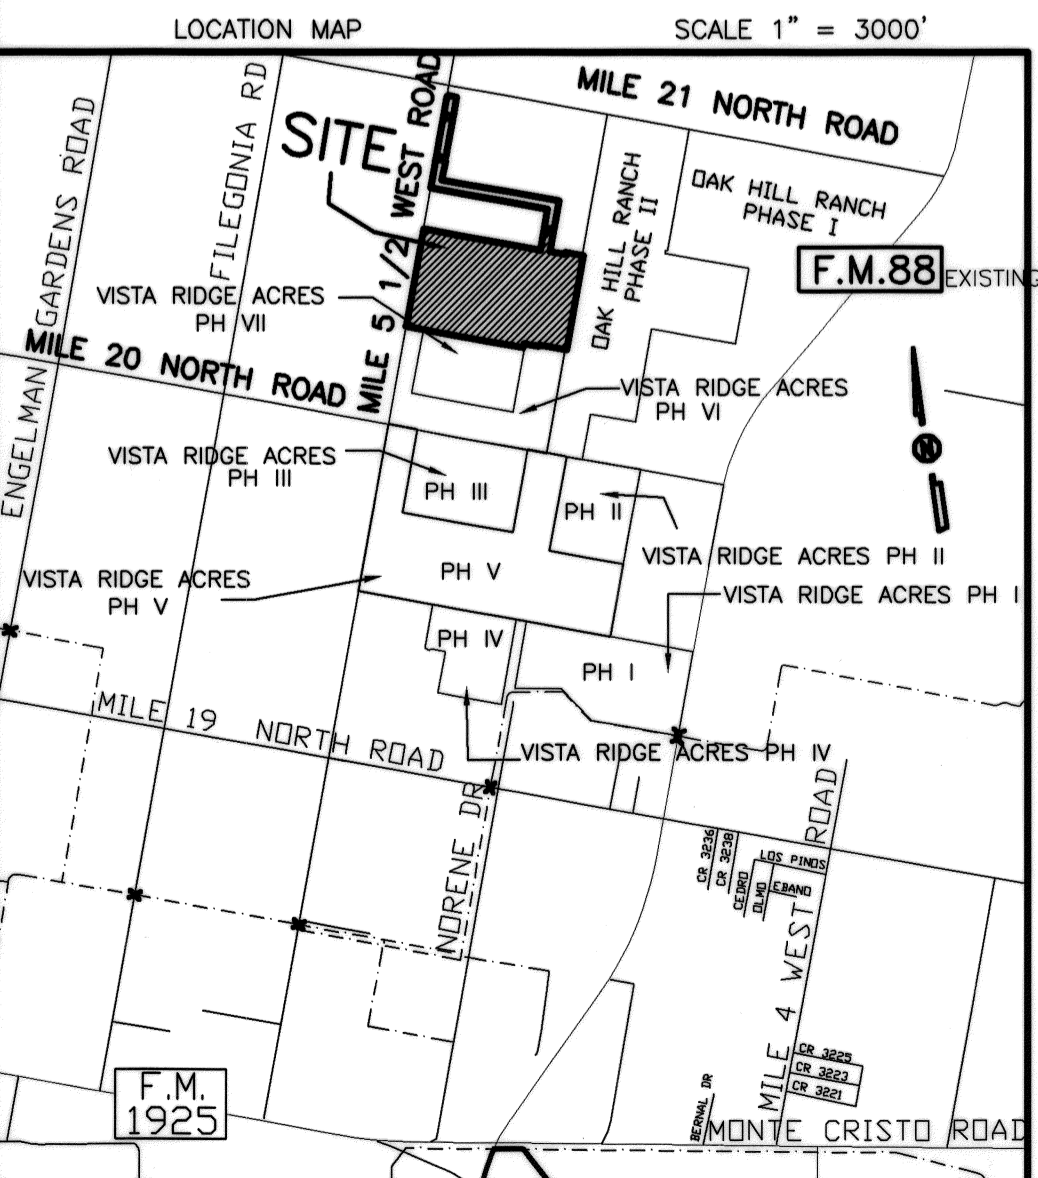 LOCATION MAP
SCALE 1" = 3000'
MILE 21 NORTH ROAD
FILEGONIA RD
GARDENS ROAD
ENGELMAN
SITE
MILE 5 1/2 WEST ROAD
OAK HILL RANCH
PHASE II
OAK HILL RANCH
PHASE I
F.M.88
EXISTING
VISTA RIDGE ACRES
PH VII
MILE 20 NORTH ROAD
VISTA RIDGE ACRES
PH VI
N
VISTA RIDGE ACRES
PH III
PH III
PH II
VISTA RIDGE ACRES PH II
VISTA RIDGE ACRES
PH V
PH V
VISTA RIDGE ACRES PH I
PH IV
PH I
MILE 19 NORTH ROAD
VISTA RIDGE ACRES PH IV
NORENE DR
CR 3236
CR 3238
CEDRO
OLMO
LOS PINOS
EBANO
MILE 4 WEST ROAD
CR 3225
CR 3223
CR 3221
F.M.
1925
BERNAL DR
MONTE CRISTO ROAD